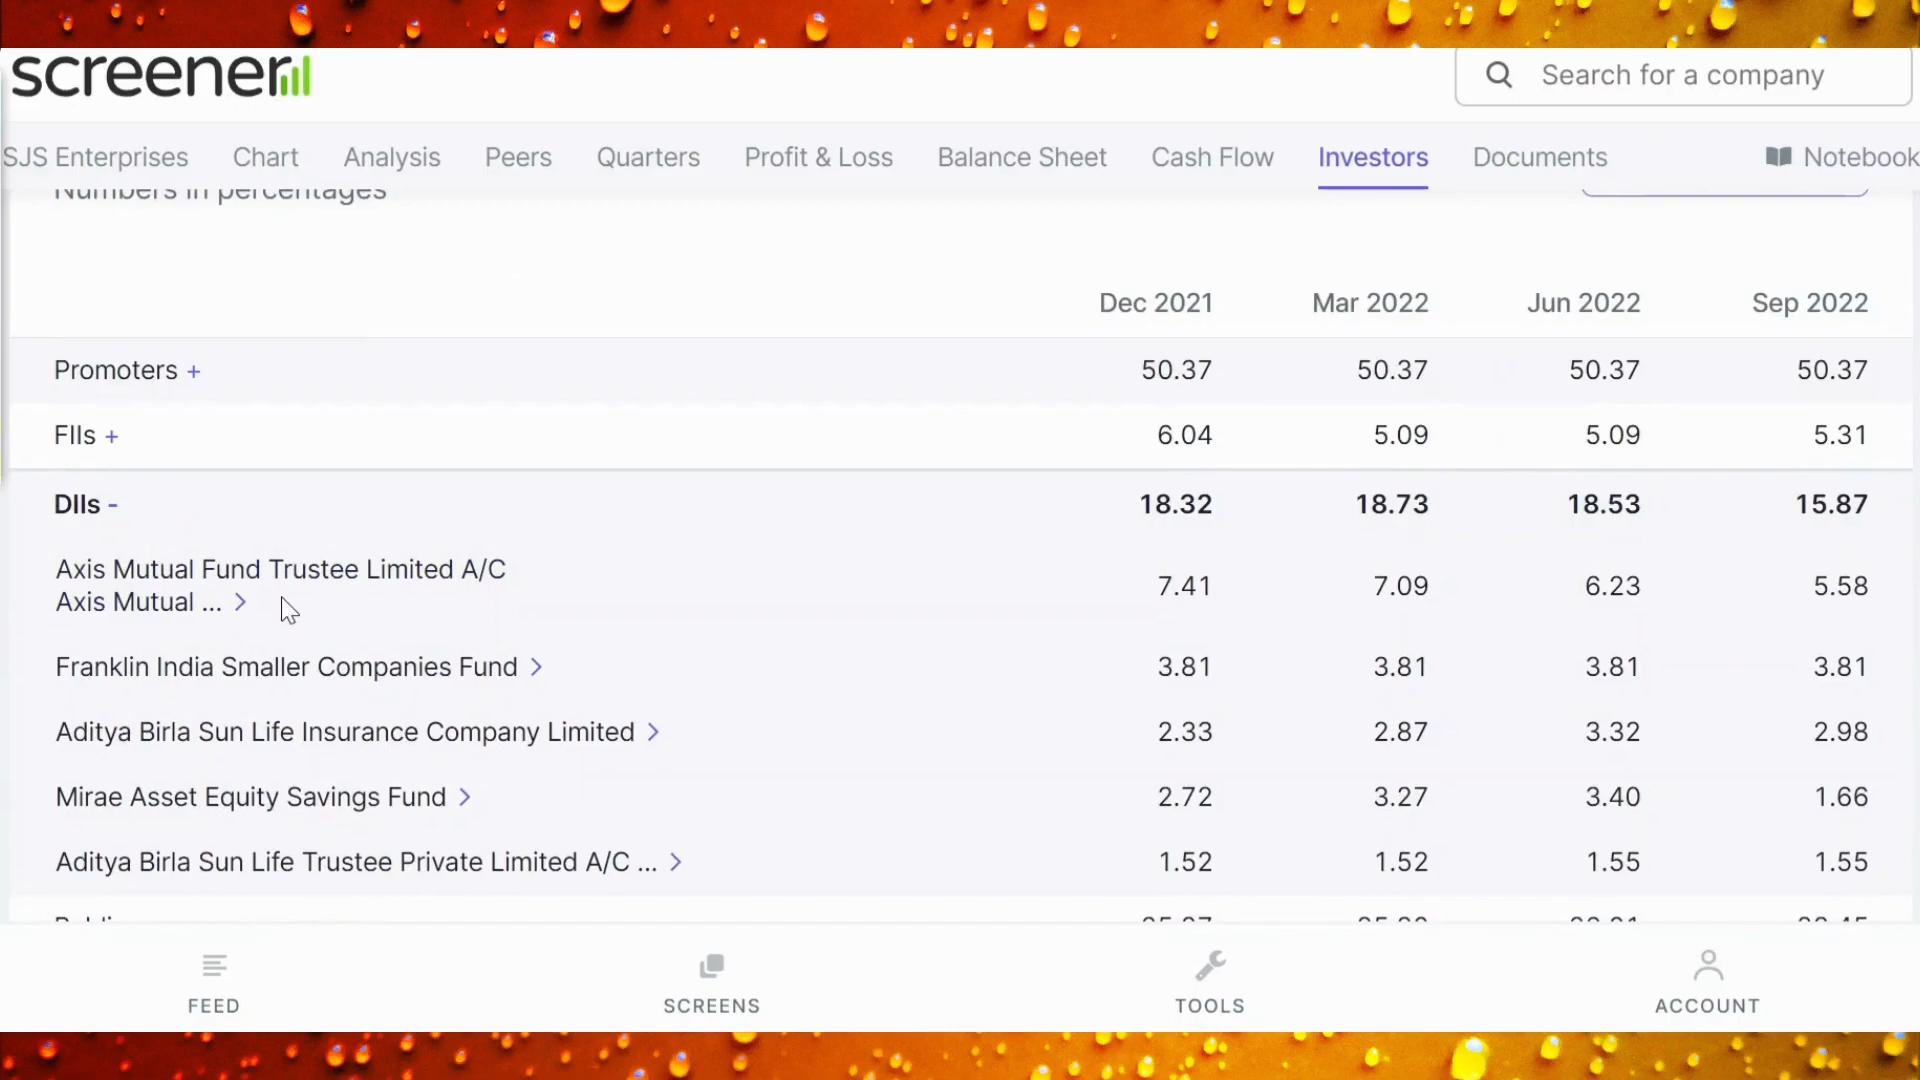 screener
Search for a company
SJS Enterprises Chart Analysis Peers Quarters Profit & Loss Balance Sheet Cash Flow Investors Documents Notebook
Numbers in percentages
Dec 2021 Mar 2022 Jun 2022 Sep 2022
Promoters + 50.37 50.37 50.37 50.37
FIIs + 6.04 5.09 5.09 5.31
DIIs - 18.32 18.73 18.53 15.87
Axis Mutual Fund Trustee Limited A/C
Axis Mutual ... > 7.41 7.09 6.23 5.58
Franklin India Smaller Companies Fund > 3.81 3.81 3.81 3.81
Aditya Birla Sun Life Insurance Company Limited > 2.33 2.87 3.32 2.98
Mirae Asset Equity Savings Fund > 2.72 3.27 3.40 1.66
Aditya Birla Sun Life Trustee Private Limited A/C ... > 1.52 1.52 1.55 1.55
FEED SCREENS TOOLS ACCOUNT